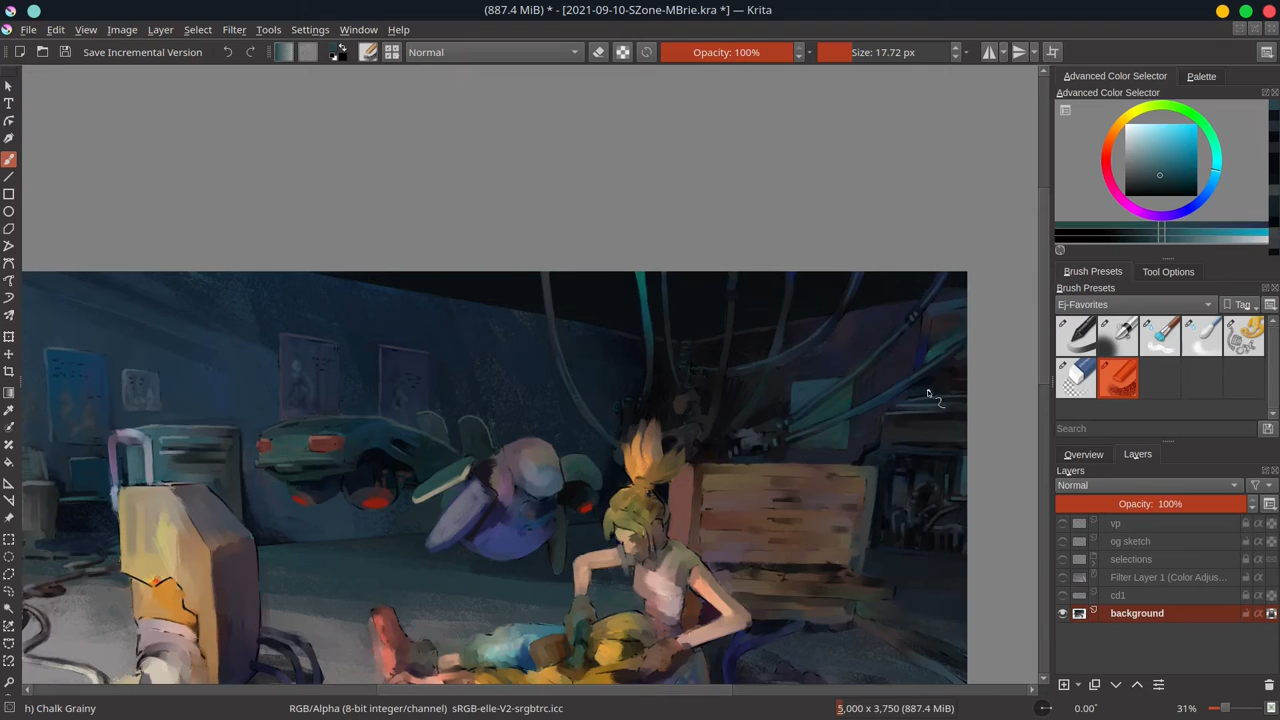 (887.4 MiB) * - [2021-09-10-SZone-MBrie.kra *] — Krita
File Edit View Image Layer Select Filter Tools Settings Window Help
Save Incremental Version Normal Opacity: 100% Size: 17.72 px
Advanced Color Selector Palette
Advanced Color Selector
Brush Presets Tool Options
Brush Presets
Ej-Favorites Tag
Search
Overview Layers
Layers
Normal
Opacity: 100%
vp
og sketch
selections
Filter Layer 1 (Color Adjus...
cd1
background
h) Chalk Grainy RGB/Alpha (8-bit integer/channel) sRGB-elle-V2-srgbtrc.icc 5,000 x 3,750 (887.4 MiB) 0.00° 31%